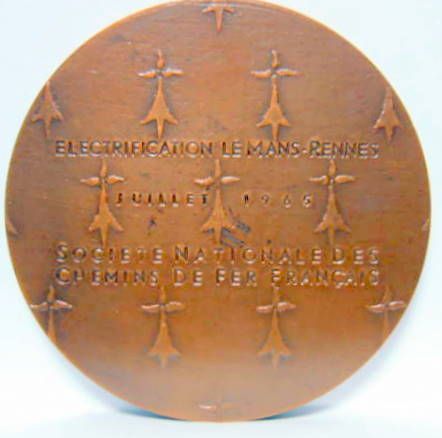 ELECTRIFICATION LE MANS-RENNES
JUILLET 1965
SOCIETE NATIONALE DES
CHEMINS DE FER FRANÇAIS